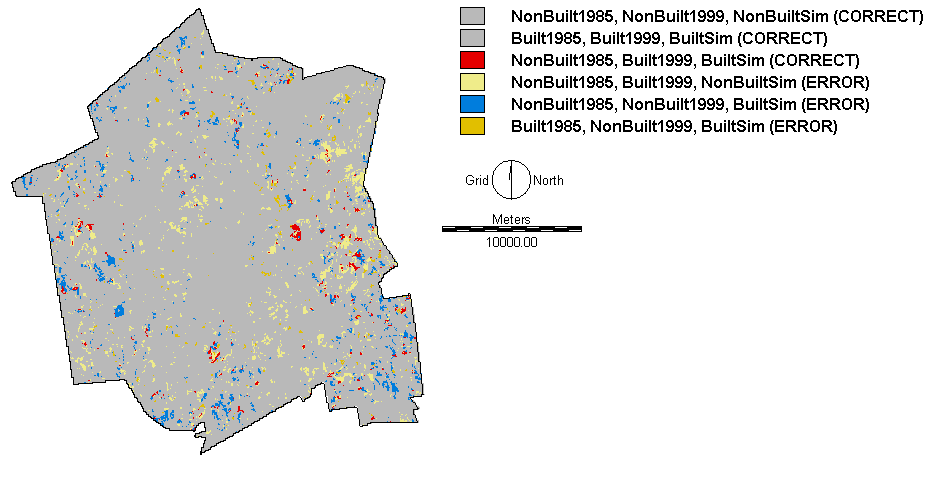 NonBuilt1985, NonBuilt1999, NonBuiltSim (CORRECT)
Built1985, Built1999, BuiltSim (CORRECT)
NonBuilt1985, Built1999, BuiltSim (CORRECT)
NonBuilt1985, Built1999, NonBuiltSim (ERROR)
NonBuilt1985, NonBuilt1999, BuiltSim (ERROR)
Built1985, NonBuilt1999, BuiltSim (ERROR)
Grid North
Meters
10000.00